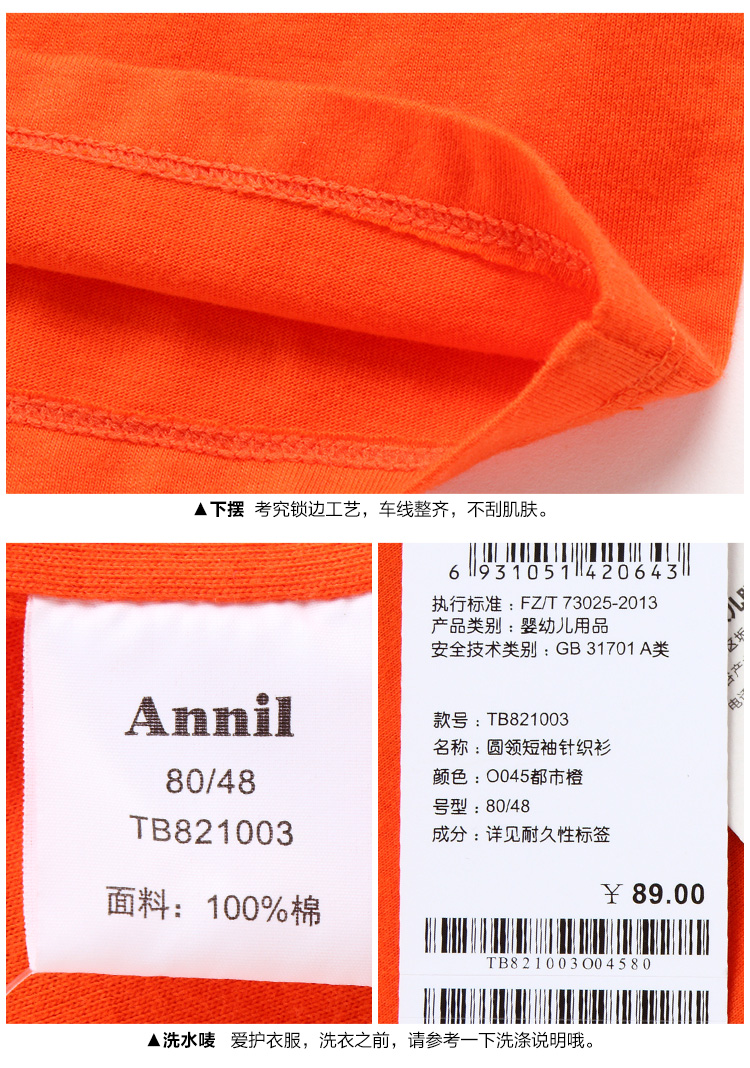 ▲下摆 考究锁边工艺，车线整齐，不刮肌肤。
Annil
80/48
TB821003
面料：100%棉
6 931051 420643
执行标准：FZ/T 73025-2013
产品类别：婴幼儿用品
安全技术类别：GB 31701 A类
款号：TB821003
名称：圆领短袖针织衫
颜色：O045都市橙
号型：80/48
成分：详见耐久性标签
￥ 89.00
TB821003O04580
▲洗水唛 爱护衣服，洗衣之前，请参考一下洗涤说明哦。